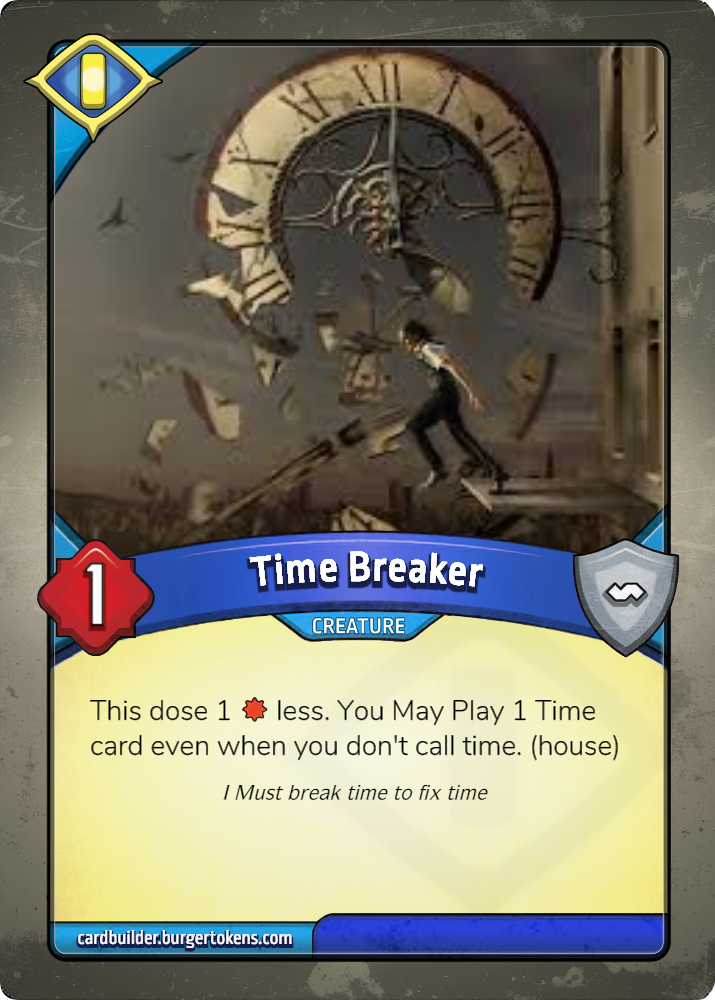 XII
Time Breaker
1
CREATURE
This dose 1 less. You May Play 1 Time
card even when you don't call time. (house)
I Must break time to fix time
cardbuilder.burgertokens.com